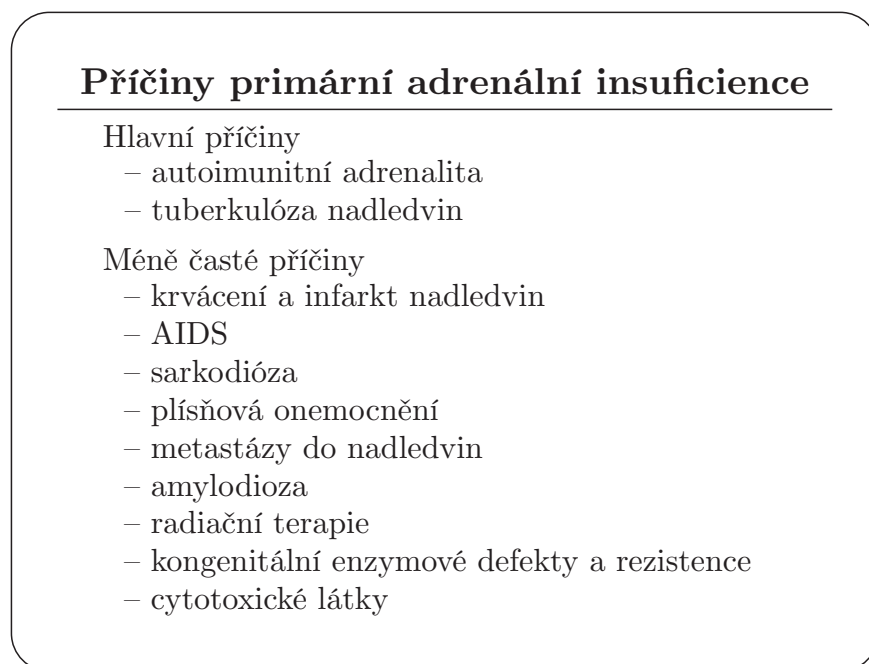 Příčiny primární adrenální insuficience
Hlavní příčiny
– autoimunitní adrenalita
– tuberkulóza nadledvin
Méně časté příčiny
– krvácení a infarkt nadledvin
– AIDS
– sarkodióza
– plísňová onemocnění
– metastázy do nadledvin
– amylodioza
– radiační terapie
– kongenitální enzymové defekty a rezistence
– cytotoxické látky